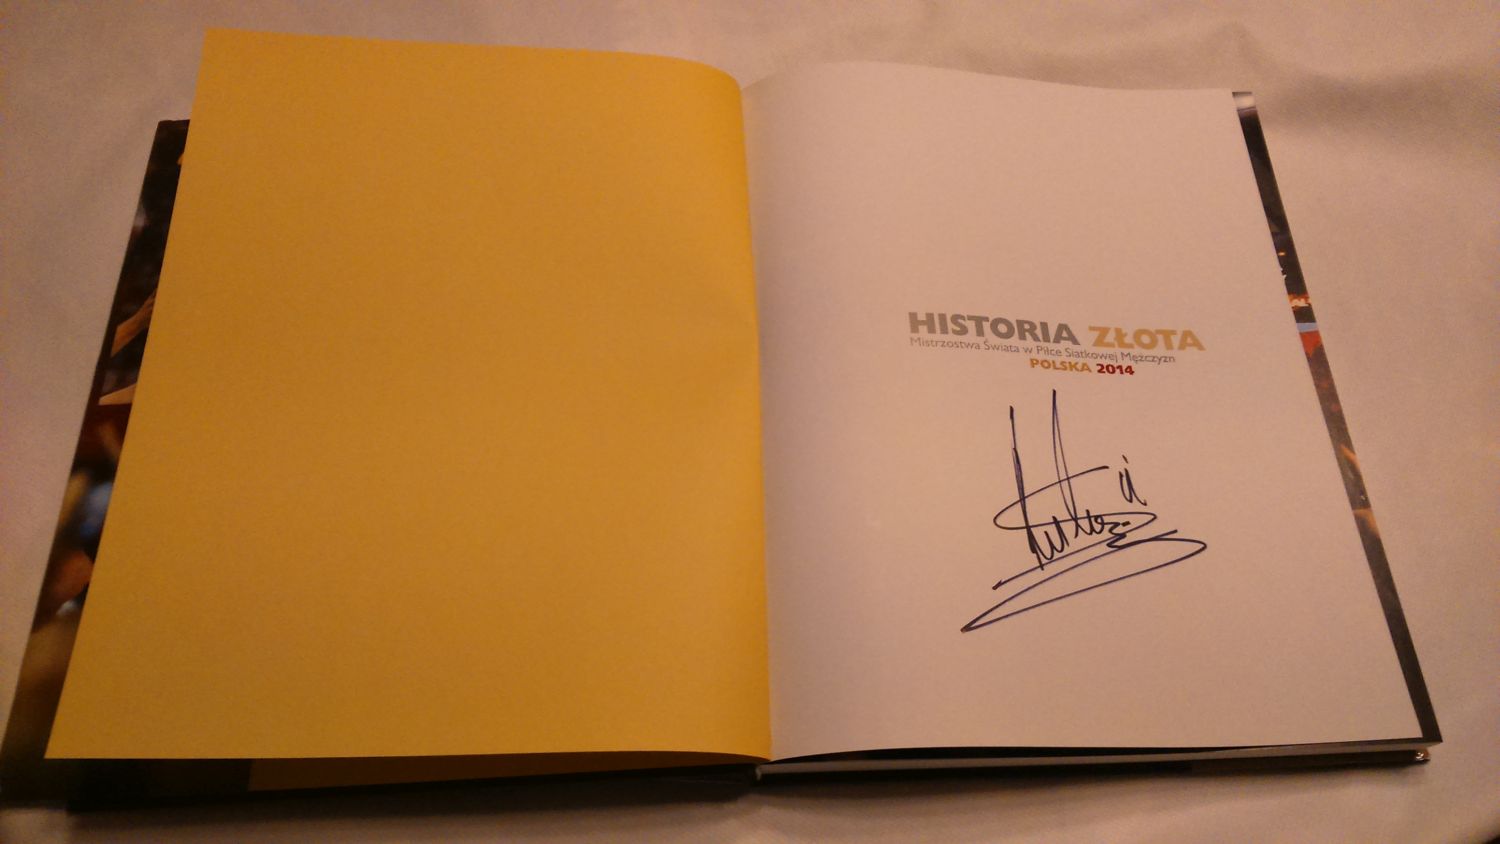 HISTORIA ZŁOTA
Mistrzostwa Świata w Piłce Siatkowej Mężczyzn
POLSKA 2014